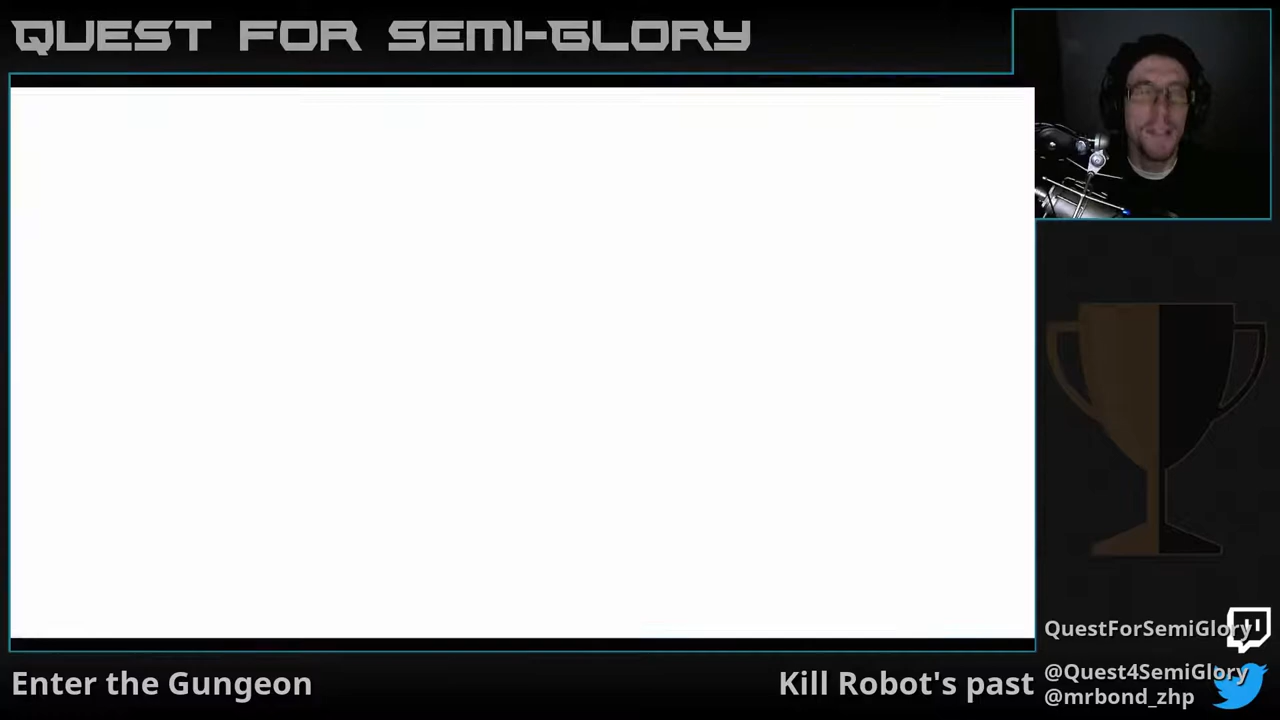 QUEST FOR SEMI-GLORY
QuestForSemiGlory
@Quest4SemiGlory
@mrbond_zhp
Enter the Gungeon
Kill Robot's past